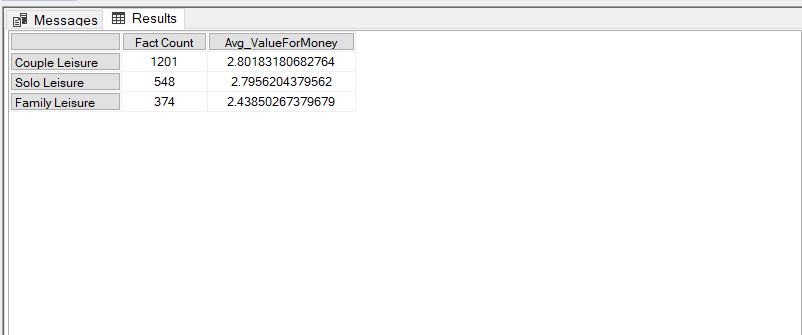 Messages Results
Fact Count Avg_ValueForMoney
Couple Leisure 1201 2.80183180682764
Solo Leisure 548 2.7956204379562
Family Leisure 374 2.43850267379679